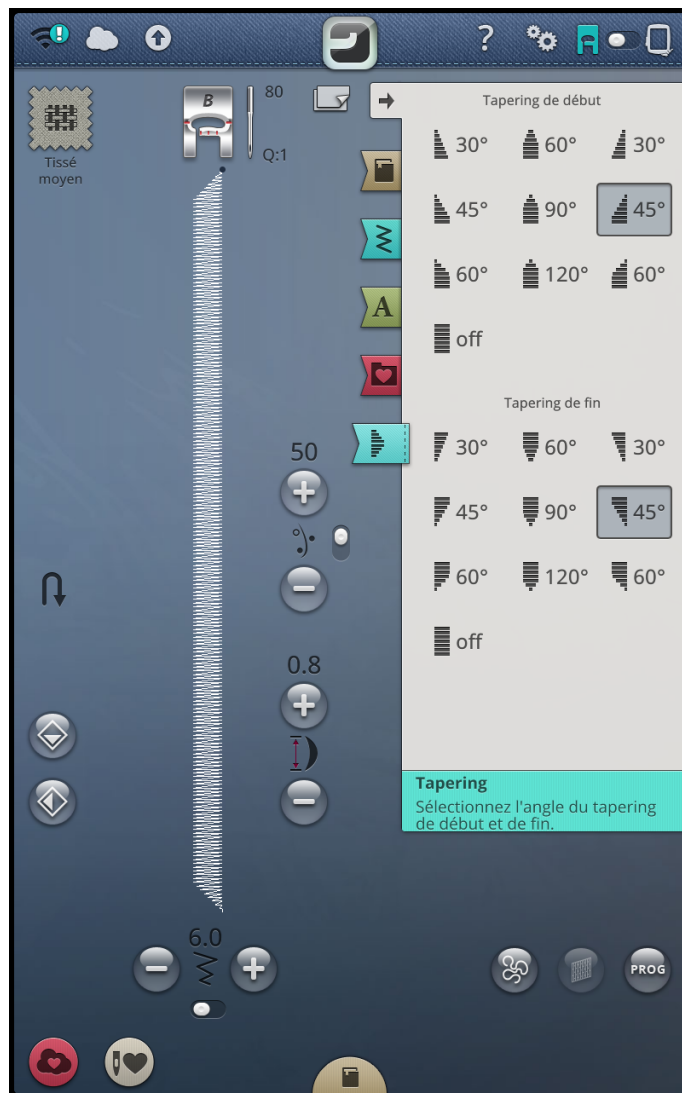 ?
80
B
Q:1
Tissé
moyen
Tapering de début
30° 60° 30°
45° 90° 45°
60° 120° 60°
off
A
Tapering de fin
30° 60° 30°
45° 90° 45°
60° 120° 60°
off
50
0.8
Tapering
Sélectionnez l'angle du tapering
de début et de fin.
6.0
PROG